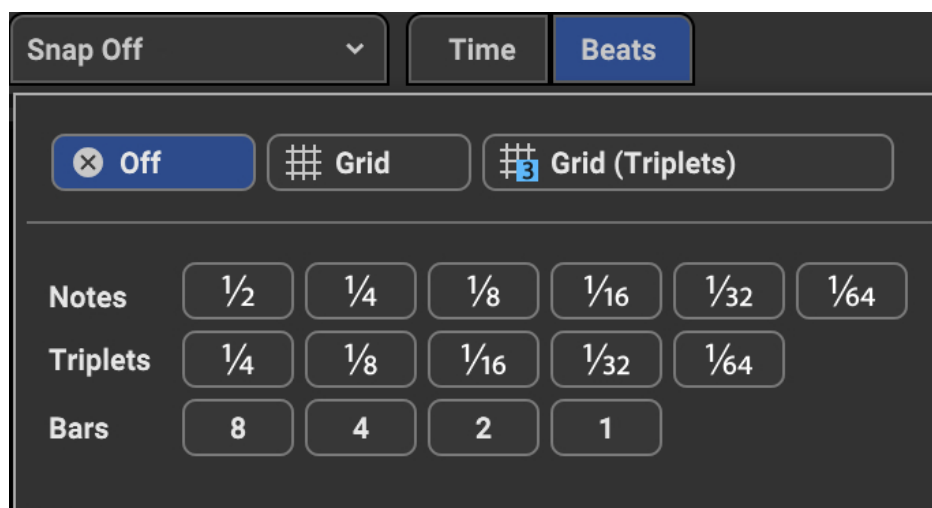 Snap Off Time Beats
Off Grid 3 Grid (Triplets)
Notes ½ ¼ ⅛ 1⁄16 1⁄32 1⁄64
Triplets ¼ ⅛ 1⁄16 1⁄32 1⁄64
Bars 8 4 2 1